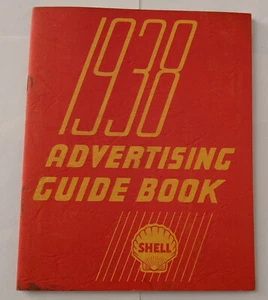 1938
ADVERTISING
GUIDE BOOK
SHELL